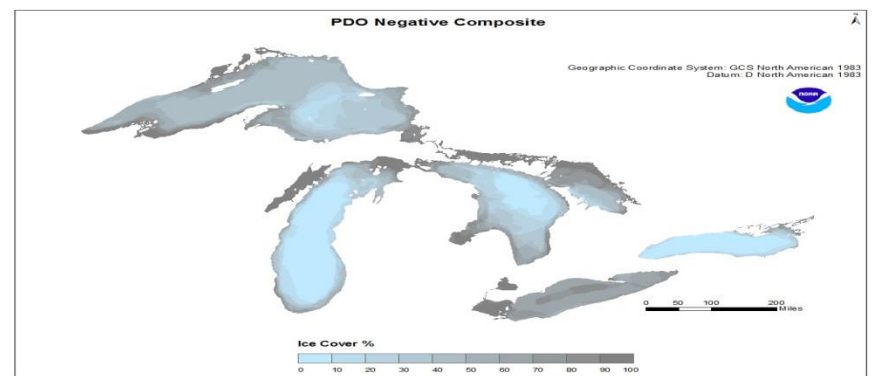 PDO Negative Composite
N
Geographic Coordinate System: GCS North American 1983
Datum: D North American 1983
NOAA
0 50 100 200
Miles
Ice Cover %
0 10 20 30 40 50 60 70 80 90 100